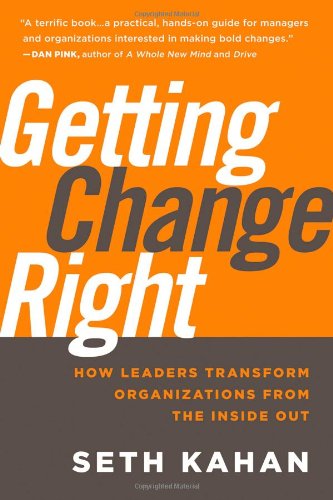 “A terrific book...a practical, hands-on guide for managers
and organizations interested in making bold changes.”
—DAN PINK, author of A Whole New Mind and Drive
Getting
Change
Right
HOW LEADERS TRANSFORM
ORGANIZATIONS FROM
THE INSIDE OUT
SETH KAHAN